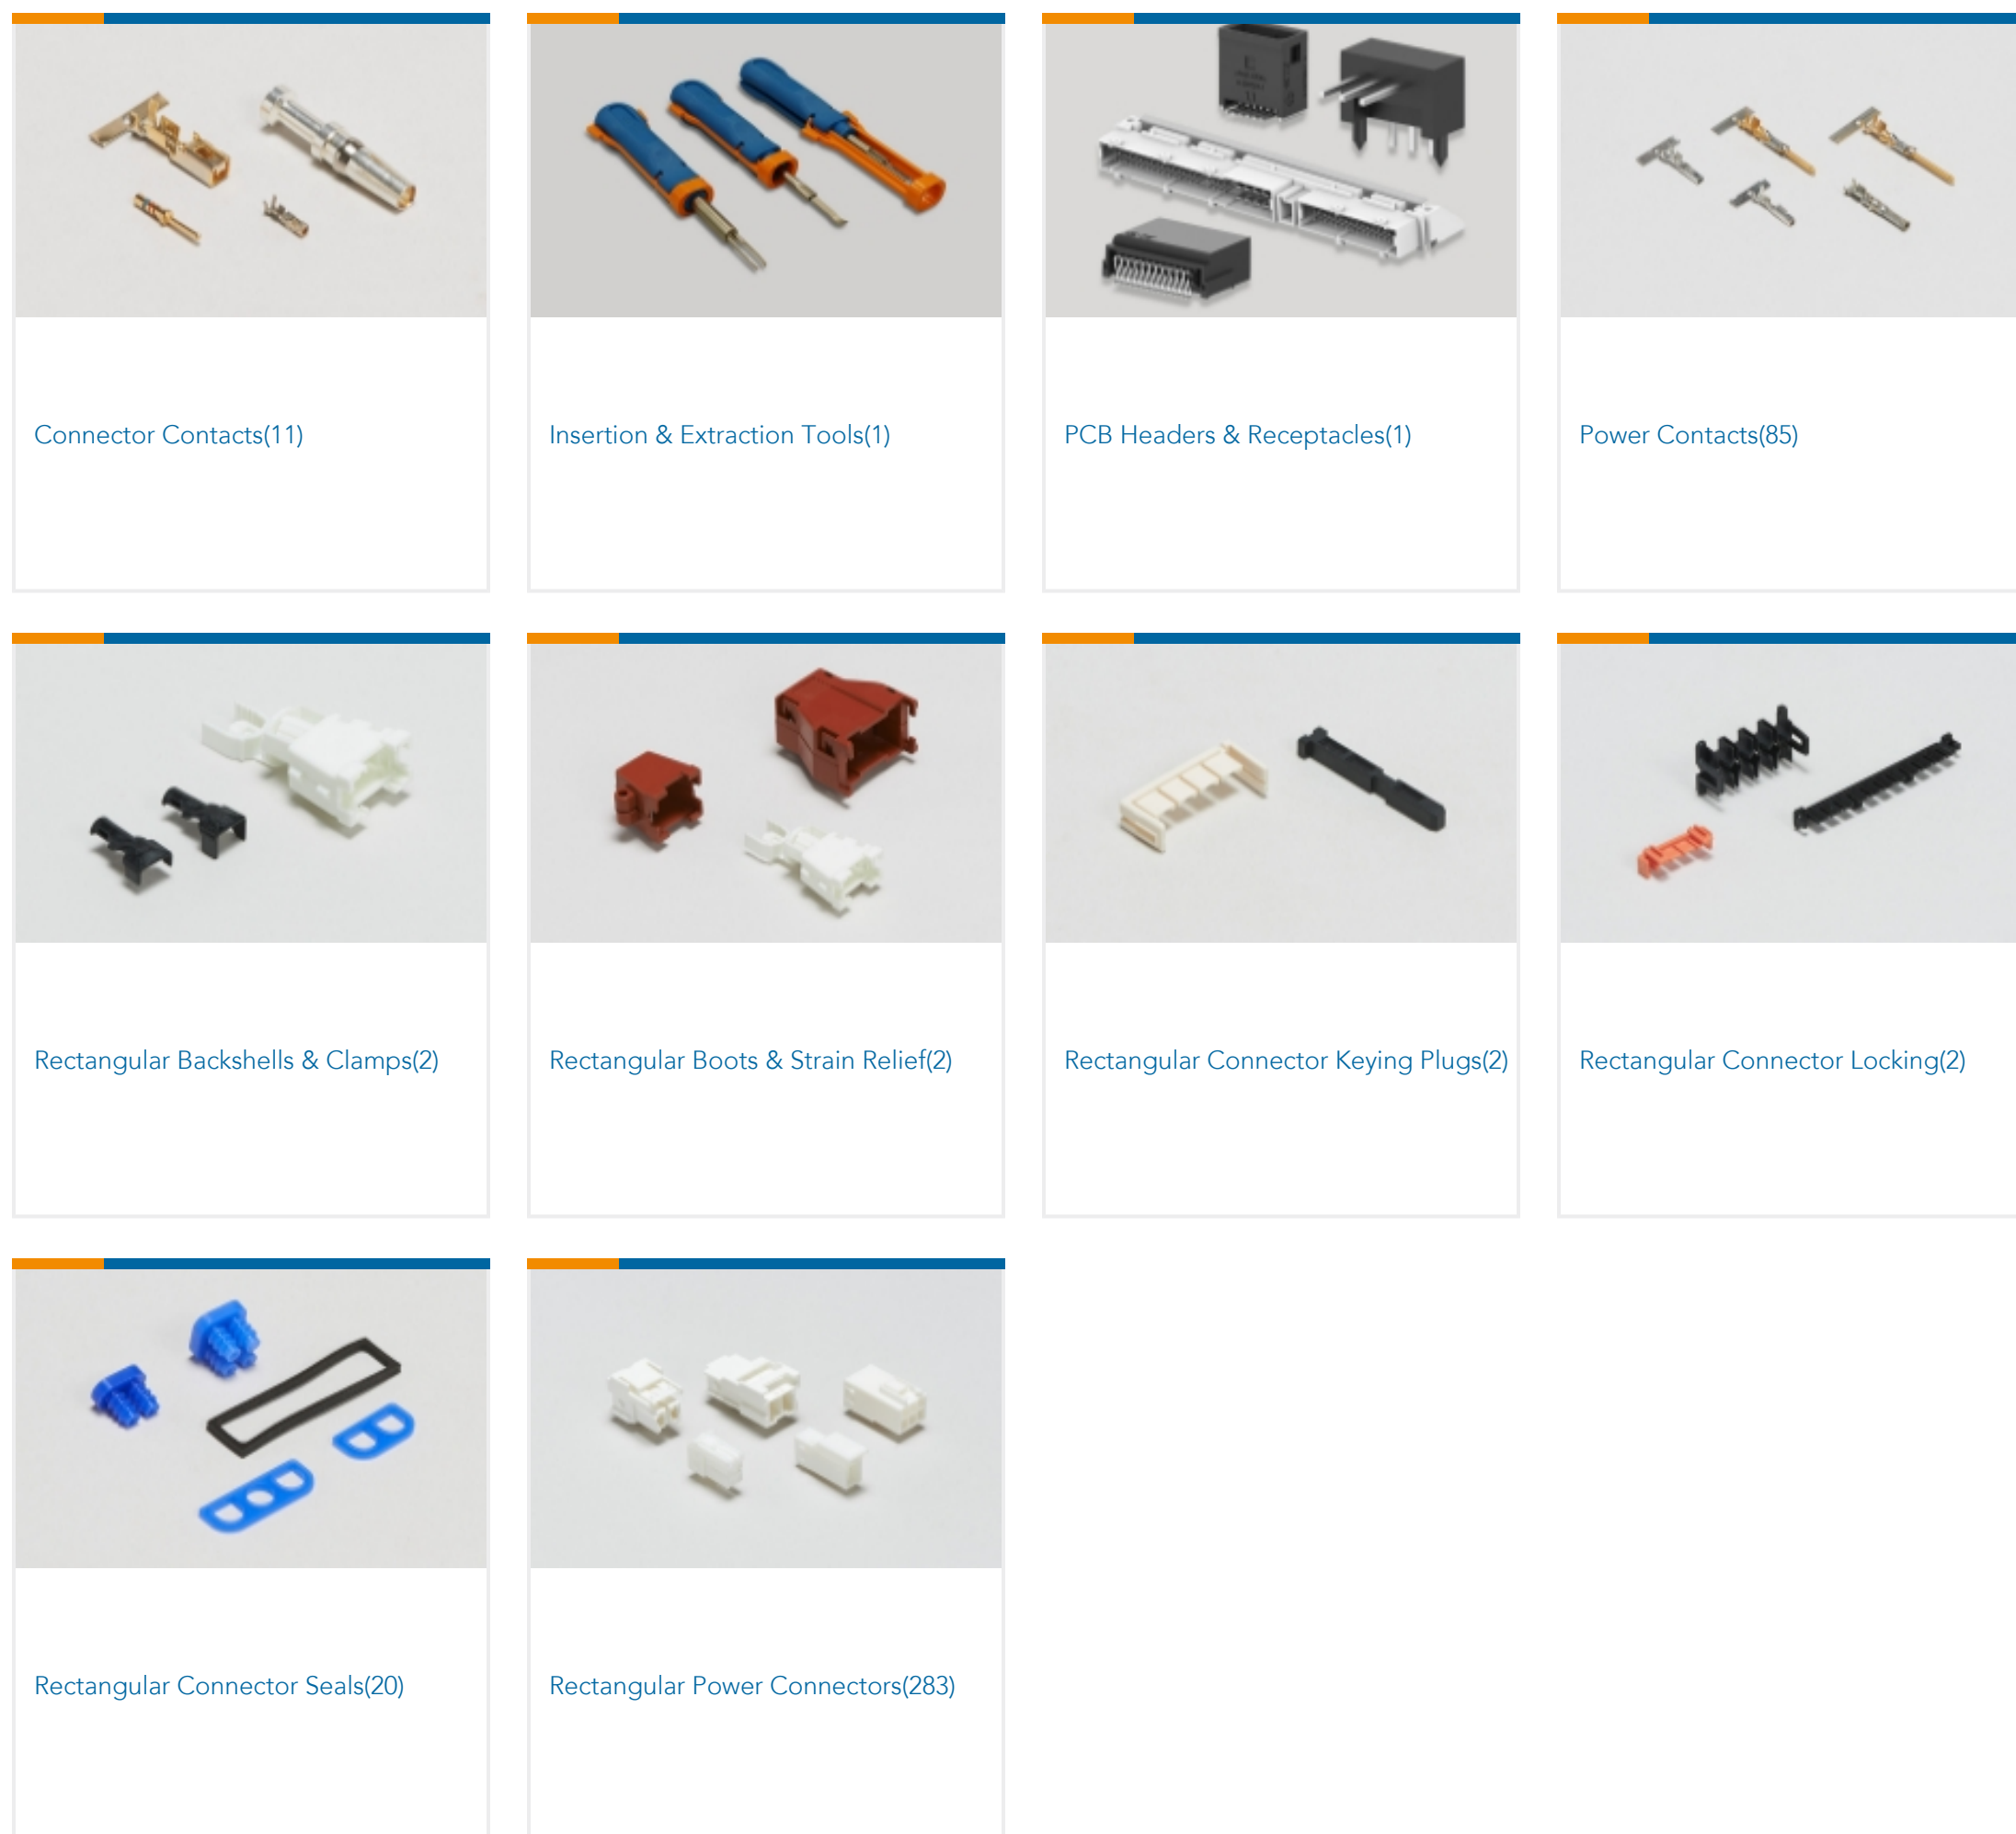 Connector Contacts(11)
Insertion & Extraction Tools(1)
PCB Headers & Receptacles(1)
Power Contacts(85)
Rectangular Backshells & Clamps(2)
Rectangular Boots & Strain Relief(2)
Rectangular Connector Keying Plugs(2)
Rectangular Connector Locking(2)
Rectangular Connector Seals(20)
Rectangular Power Connectors(283)